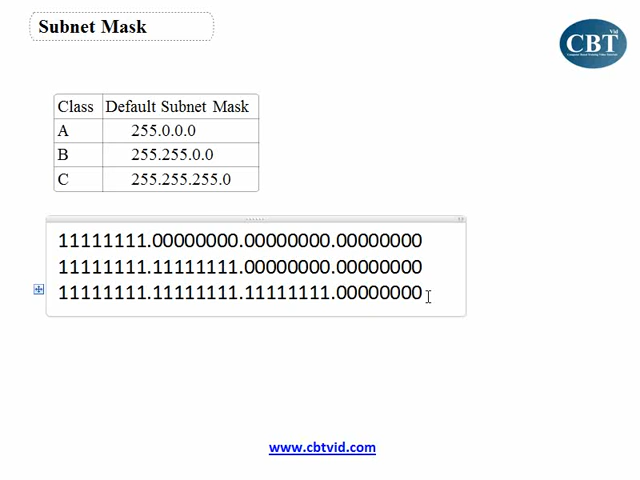 Subnet Mask
CBT Vid
Class Default Subnet Mask
A 255.0.0.0
B 255.255.0.0
C 255.255.255.0
11111111.00000000.00000000.00000000
11111111.11111111.00000000.00000000
11111111.11111111.11111111.00000000
www.cbtvid.com